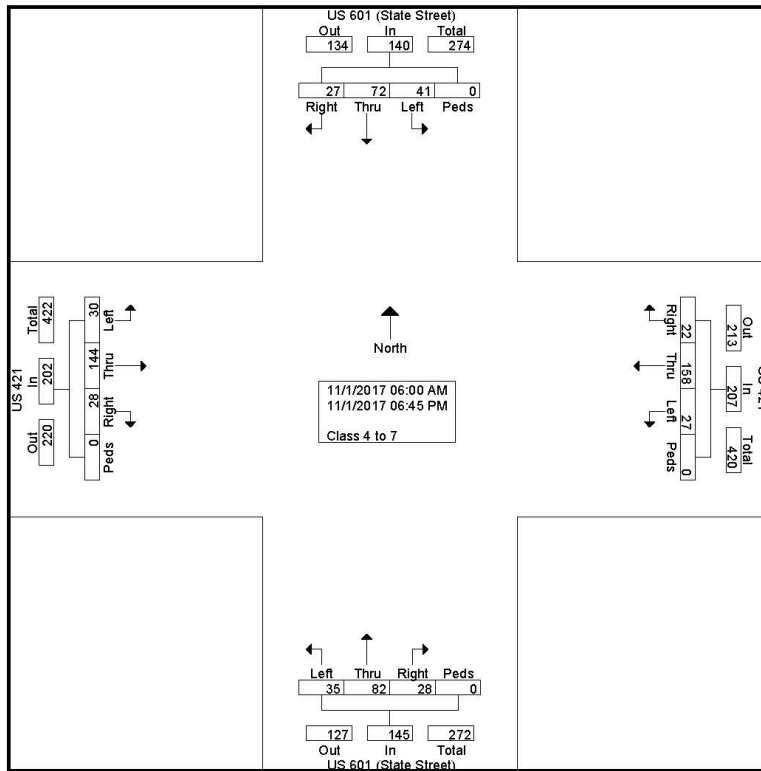 US 601 (State Street)
Out In Total
134 140 274
27 72 41 0
Right Thru Left Peds
US 421
Total In Out
422 202 220
30 144 28 0
Left Thru Right Peds
North
11/1/2017 06:00 AM
11/1/2017 06:45 PM
Class 4 to 7
Right Thru Left Peds
22 158 27 0
Out In Total
213 207 420
US 421
Left Thru Right Peds
35 82 28 0
127 145 272
Out In Total
US 601 (State Street)